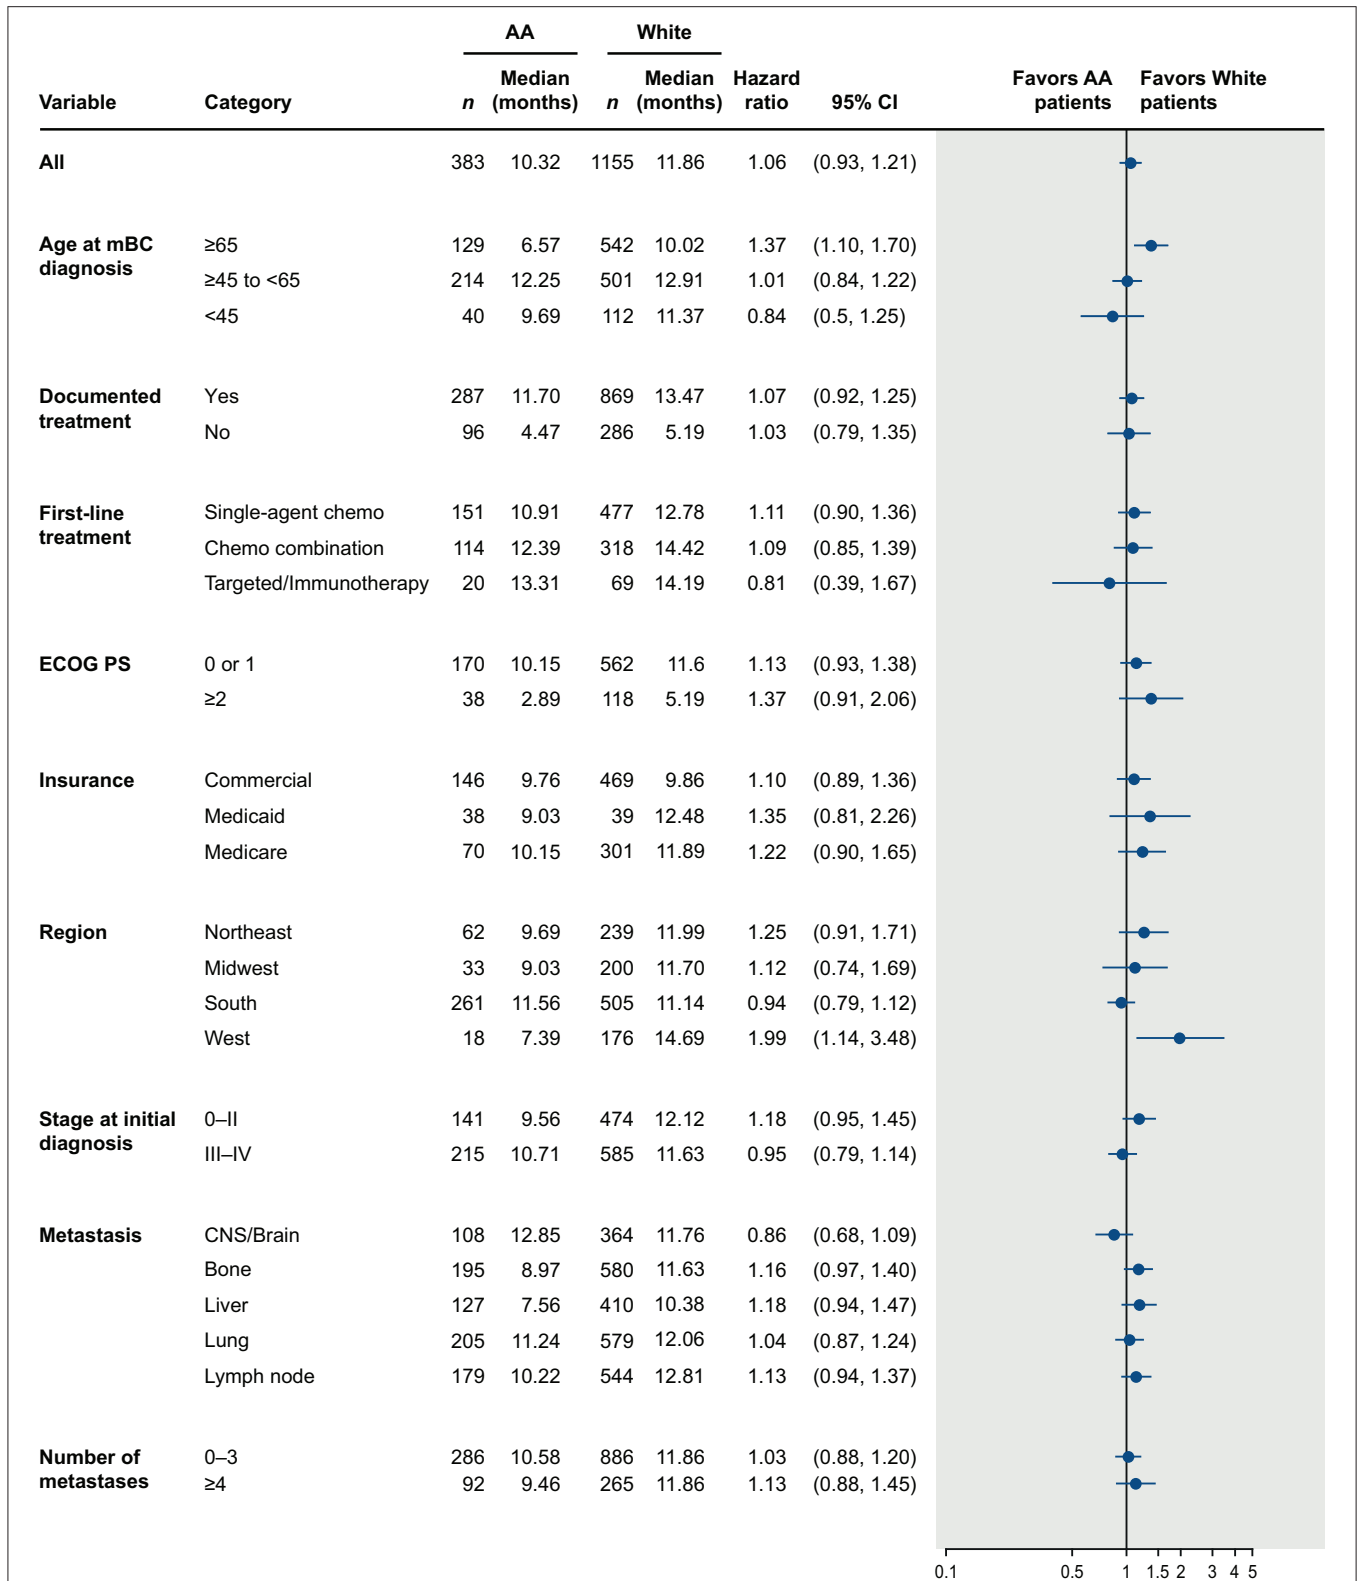 AA White
Variable Category n Median (months) n Median (months) Hazard ratio 95% CI Favors AA patients Favors White patients
All 383 10.32 1155 11.86 1.06 (0.93, 1.21)
Age at mBC diagnosis ≥65 129 6.57 542 10.02 1.37 (1.10, 1.70)
≥45 to <65 214 12.25 501 12.91 1.01 (0.84, 1.22)
<45 40 9.69 112 11.37 0.84 (0.5, 1.25)
Documented treatment Yes 287 11.70 869 13.47 1.07 (0.92, 1.25)
No 96 4.47 286 5.19 1.03 (0.79, 1.35)
First-line treatment Single-agent chemo 151 10.91 477 12.78 1.11 (0.90, 1.36)
Chemo combination 114 12.39 318 14.42 1.09 (0.85, 1.39)
Targeted/Immunotherapy 20 13.31 69 14.19 0.81 (0.39, 1.67)
ECOG PS 0 or 1 170 10.15 562 11.6 1.13 (0.93, 1.38)
≥2 38 2.89 118 5.19 1.37 (0.91, 2.06)
Insurance Commercial 146 9.76 469 9.86 1.10 (0.89, 1.36)
Medicaid 38 9.03 39 12.48 1.35 (0.81, 2.26)
Medicare 70 10.15 301 11.89 1.22 (0.90, 1.65)
Region Northeast 62 9.69 239 11.99 1.25 (0.91, 1.71)
Midwest 33 9.03 200 11.70 1.12 (0.74, 1.69)
South 261 11.56 505 11.14 0.94 (0.79, 1.12)
West 18 7.39 176 14.69 1.99 (1.14, 3.48)
Stage at initial diagnosis 0–II 141 9.56 474 12.12 1.18 (0.95, 1.45)
III–IV 215 10.71 585 11.63 0.95 (0.79, 1.14)
Metastasis CNS/Brain 108 12.85 364 11.76 0.86 (0.68, 1.09)
Bone 195 8.97 580 11.63 1.16 (0.97, 1.40)
Liver 127 7.56 410 10.38 1.18 (0.94, 1.47)
Lung 205 11.24 579 12.06 1.04 (0.87, 1.24)
Lymph node 179 10.22 544 12.81 1.13 (0.94, 1.37)
Number of metastases 0–3 286 10.58 886 11.86 1.03 (0.88, 1.20)
≥4 92 9.46 265 11.86 1.13 (0.88, 1.45)
0.1 0.5 1 1.5 2 3 4 5